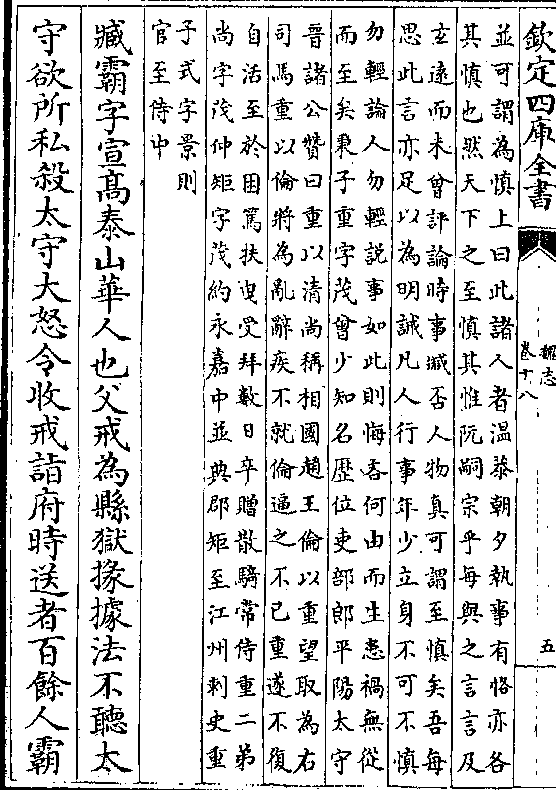 欽定四庫全書
魏志
卷十八
五
並可謂為慎上曰此諸人者溫恭朝夕執事有恪亦各
其慎也然天下之至慎其惟阮嗣宗乎每與之言言及
玄遠而未曾評論時事臧否人物真可謂至慎矣吾每
思此言亦足以為明誡凡人行事年少立身不可不慎
勿輕論人勿輕説事如此則悔吝何由而生患禍無從
而至矣秉子重字茂曾少知名歴位吏部郎平陽太守
晉諸公贊曰重以清尚稱相國趙王倫以重望取為右
司馬重以倫將為亂辭疾不就倫逼之不已重遂不復
自活至於困篤扶曳受拜數日卒贈散騎常侍重二弟
尚字茂仲矩字茂約永嘉中並典郡矩至江州刺史重
子式字景則
官至侍中
臧霸字宣髙泰山華人也父戒為縣獄掾據法不聽太
守欲所私殺太守大怒令收戒詣府時送者百餘人霸